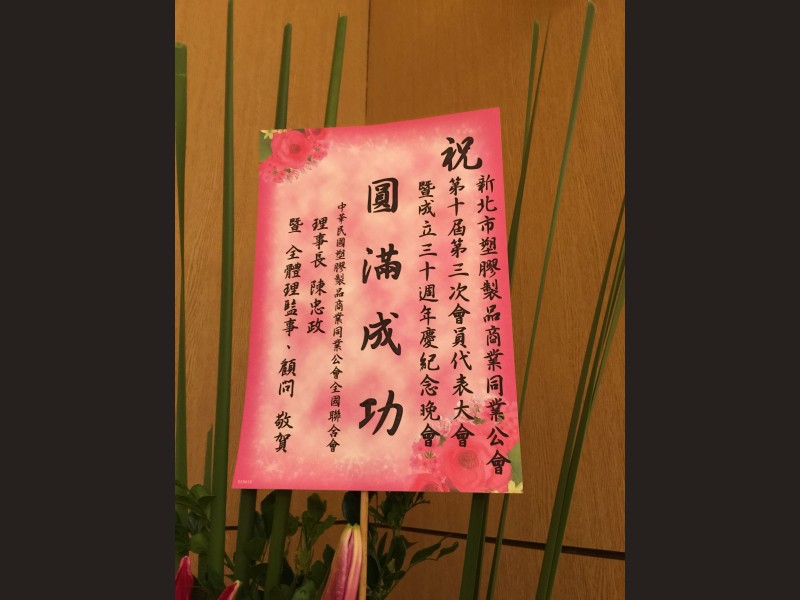 祝
新北市塑膠製品商業同業公會
第十屆第三次會員代表大會
暨成立三十週年慶紀念晚會
圓滿成功
中華民國塑膠製品商業同業公會全國聯合會
理事長 陳忠政
暨 全體理監事、顧問 敬賀